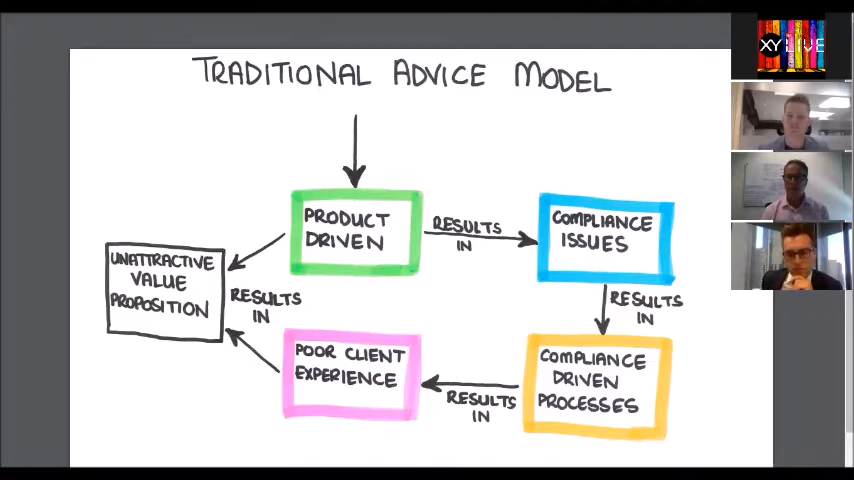 TRADITIONAL ADVICE MODEL
XY LIVE
PRODUCT
DRIVEN
RESULTS
IN
COMPLIANCE
ISSUES
UNATTRACTIVE
VALUE
PROPOSITION
RESULTS
IN
RESULTS
IN
POOR CLIENT
EXPERIENCE
RESULTS
IN
COMPLIANCE
DRIVEN
PROCESSES